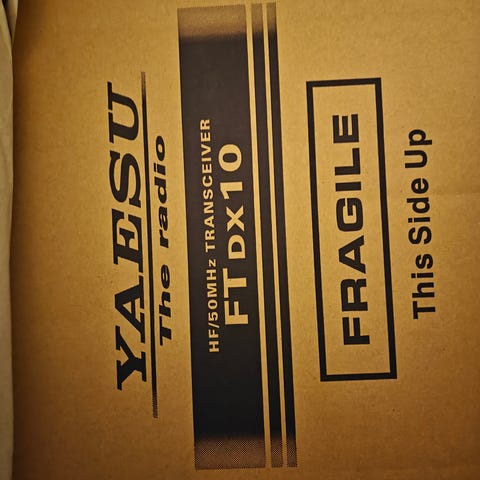 YAESU
The radio
HF/50MHz TRANSCEIVER
FT DX10
FRAGILE
This Side Up